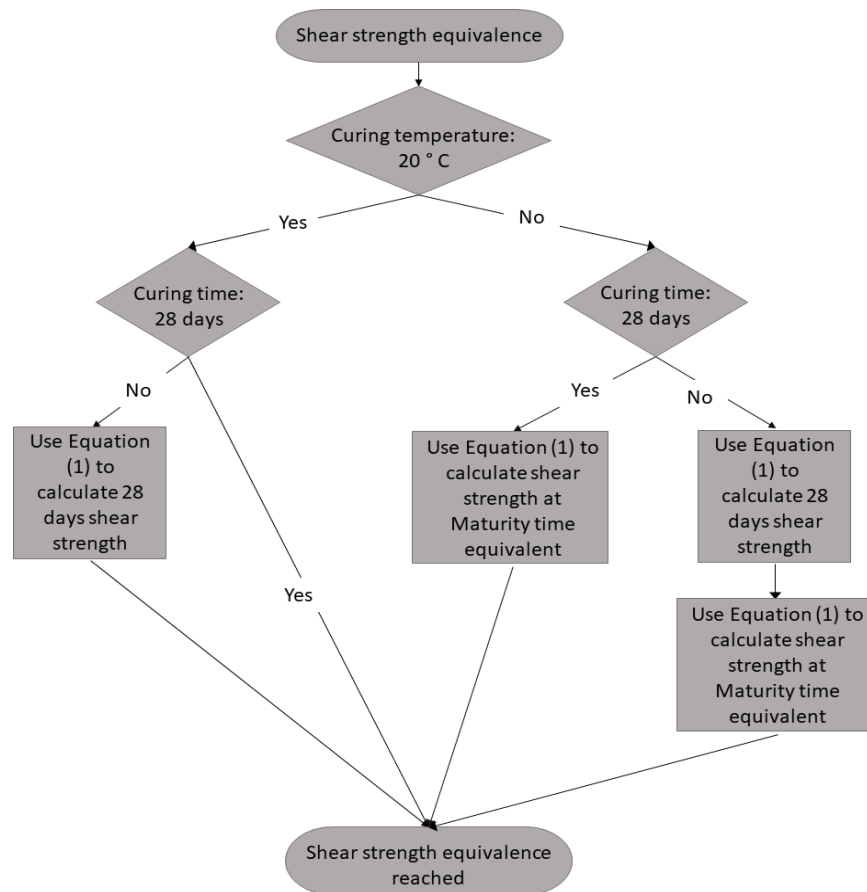 Shear strength equivalence
Curing temperature:
20 ° C
Yes
No
Curing time:
28 days
Curing time:
28 days
No
Yes
No
Use Equation
(1) to
calculate 28
days shear
strength
Use Equation (1) to
calculate shear
strength at
Maturity time
equivalent
Use Equation
(1) to
calculate 28
days shear
strength
Yes
Use Equation (1) to
calculate shear
strength at
Maturity time
equivalent
Shear strength equivalence
reached